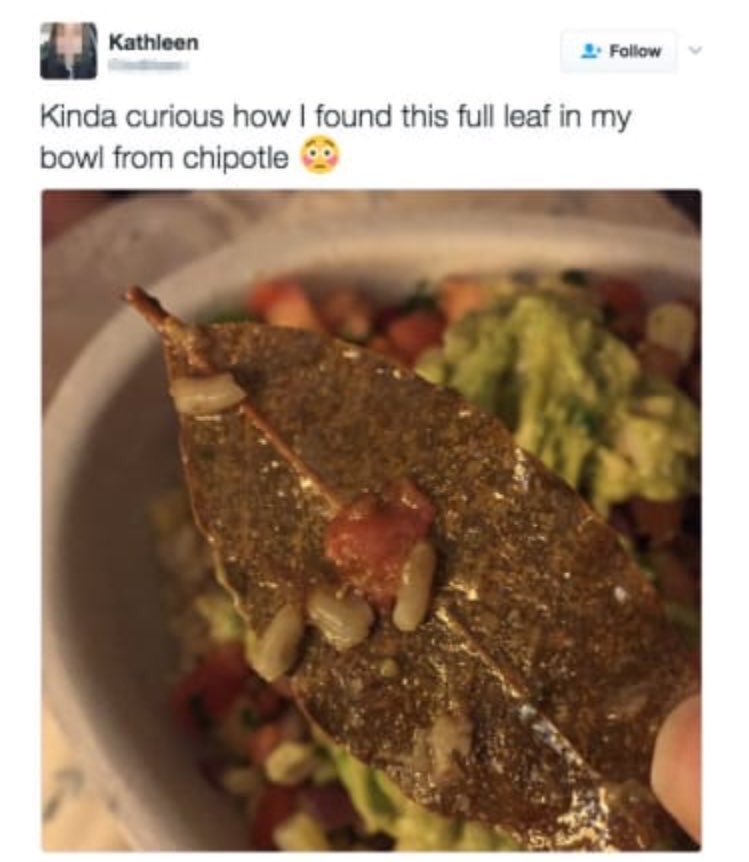 Kathleen
Follow
Kinda curious how I found this full leaf in my
bowl from chipotle 😳